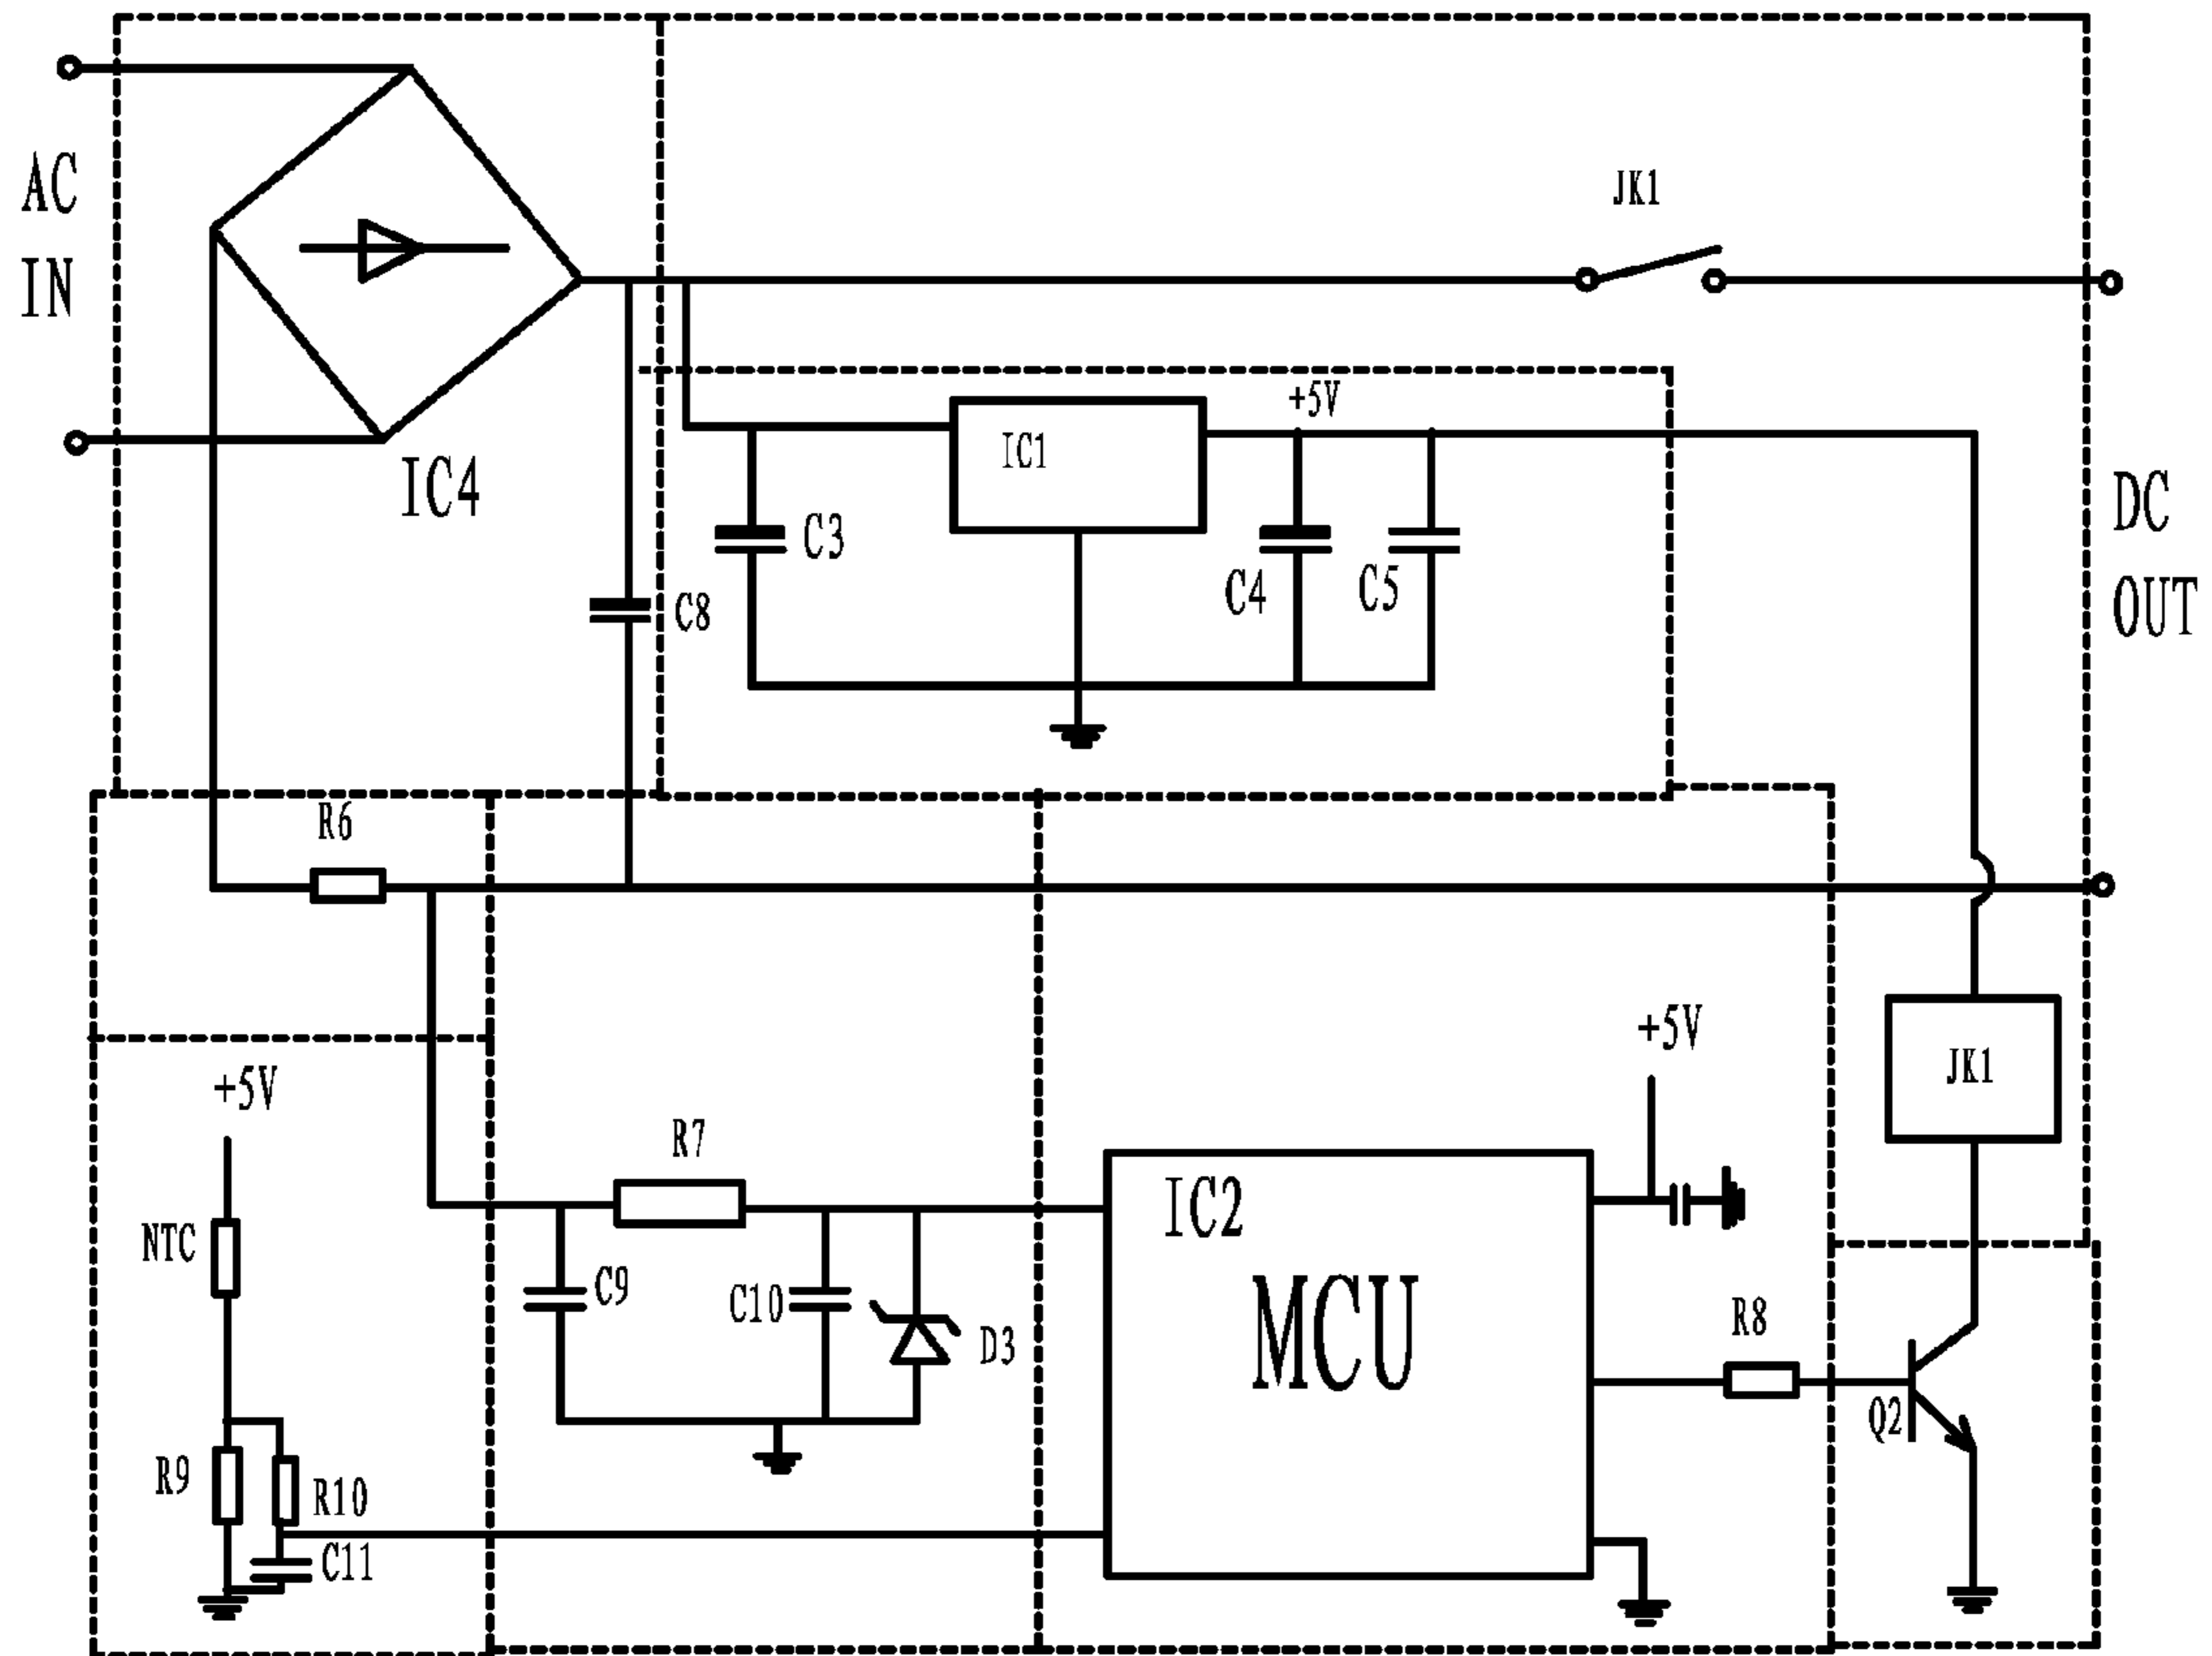 AC
IN
IC4
JK1
+5V
IC1
C3
C4
C5
C8
DC
OUT
R6
+5V
NTC
R9
R10
C11
R7
C9
C10
D3
IC2
MCU
+5V
R8
JK1
Q2